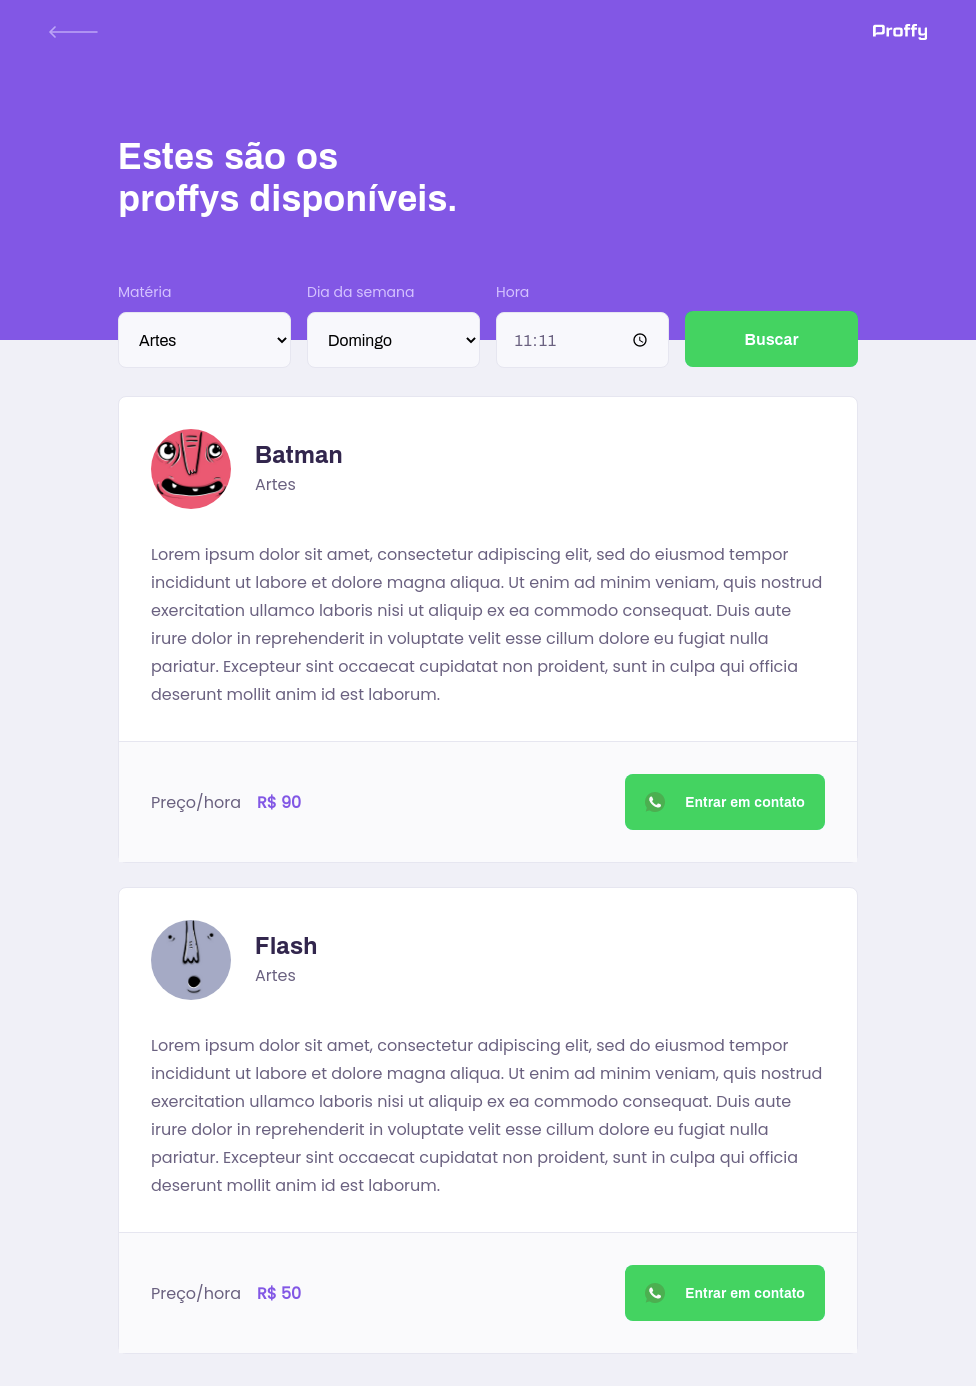 Proffy
Estes são os
proffys disponíveis.
Matéria
Dia da semana
Hora
Artes
Domingo
11:11
Buscar
Batman
Artes
Lorem ipsum dolor sit amet, consectetur adipiscing elit, sed do eiusmod tempor
incididunt ut labore et dolore magna aliqua. Ut enim ad minim veniam, quis nostrud
exercitation ullamco laboris nisi ut aliquip ex ea commodo consequat. Duis aute
irure dolor in reprehenderit in voluptate velit esse cillum dolore eu fugiat nulla
pariatur. Excepteur sint occaecat cupidatat non proident, sunt in culpa qui officia
deserunt mollit anim id est laborum.
Preço/hora R$ 90
Entrar em contato
Flash
Artes
Lorem ipsum dolor sit amet, consectetur adipiscing elit, sed do eiusmod tempor
incididunt ut labore et dolore magna aliqua. Ut enim ad minim veniam, quis nostrud
exercitation ullamco laboris nisi ut aliquip ex ea commodo consequat. Duis aute
irure dolor in reprehenderit in voluptate velit esse cillum dolore eu fugiat nulla
pariatur. Excepteur sint occaecat cupidatat non proident, sunt in culpa qui officia
deserunt mollit anim id est laborum.
Preço/hora R$ 50
Entrar em contato